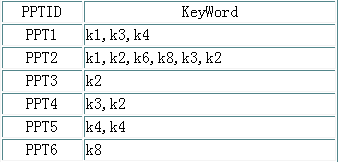 PPTID KeyWord
PPT1 k1,k3,k4
PPT2 k1,k2,k6,k8,k3,k2
PPT3 k2
PPT4 k3,k2
PPT5 k4,k4
PPT6 k8